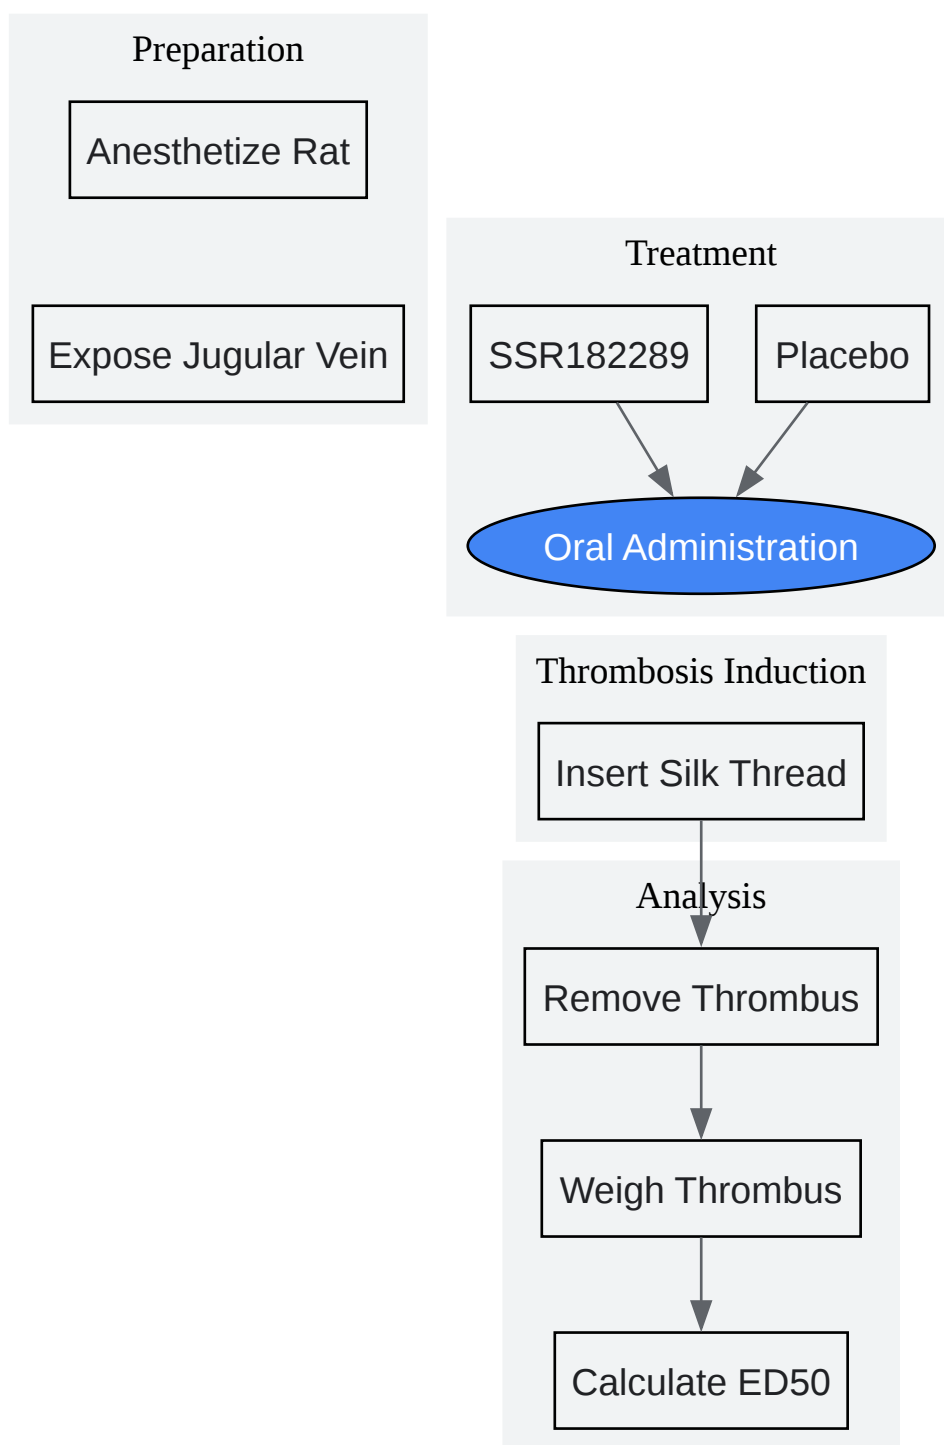 Preparation
Anesthetize Rat
Expose Jugular Vein
Treatment
SSR182289
Placebo
Oral Administration
Thrombosis Induction
Insert Silk Thread
Analysis
Remove Thrombus
Weigh Thrombus
Calculate ED50